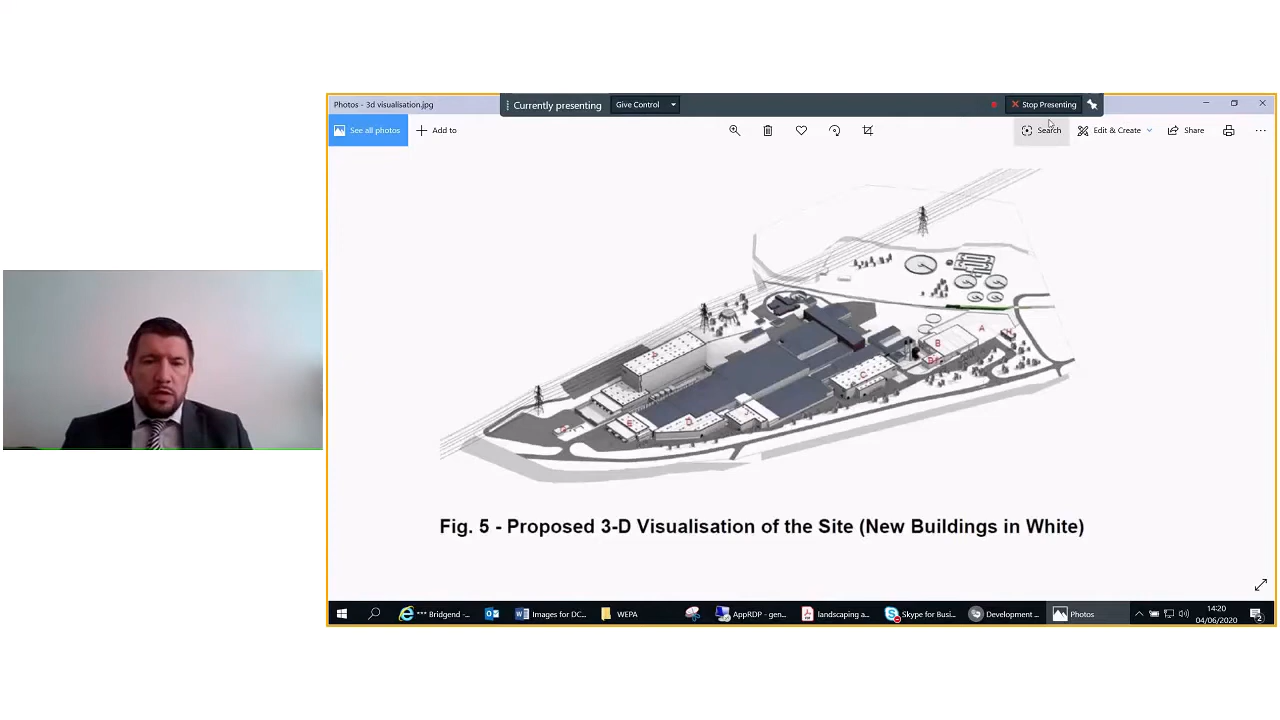 Photos - 3d visualisation.jpg
Currently presenting
Give Control
Stop Presenting
See all photos
Add to
Search
Edit & Create
Share
A
B
C
D
E
J
Fig. 5 - Proposed 3-D Visualisation of the Site (New Buildings in White)
*** Bridgend -...
Images for DC...
WEPA
AppRDP - gen...
landscaping a...
Skype for Busi...
Development ...
Photos
14:20
04/06/2020
2